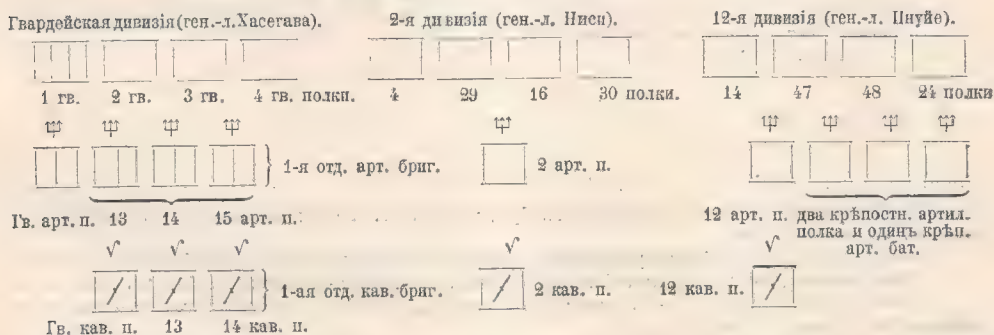 Гвардейская дивизія (ген.-л. Хасегава). 2-я дивизія (ген.-л. Ниси). 12-я дивизія (ген.-л. Инуйе).
1 гв. 2 гв. 3 гв. 4 гв. полки. 4 29 16 30 полки. 14 47 48 24 полки
1-я отд. арт. бриг. 2 арт. п.
Гв. арт. п. 13 14 15 арт. п. 12 арт. п. два крѣпостн. артил.
полка и одинъ крѣп.
арт. бат.
1-ая отд. кав. бриг. 2 кав. п. 12 кав. п.
Гв. кав. п. 13 14 кав. п.